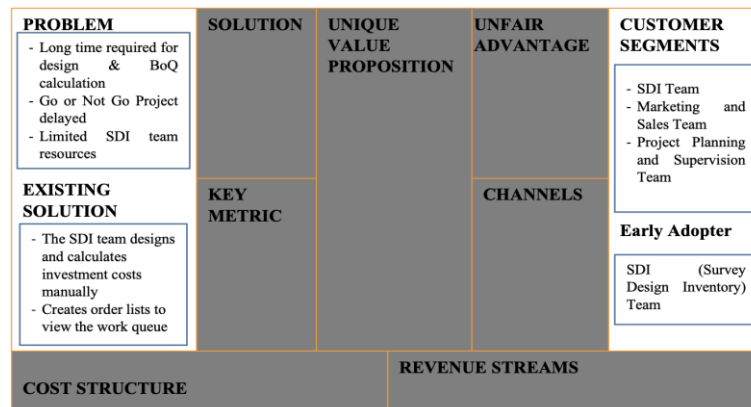 PROBLEM
- Long time required for
design & BoQ
calculation
- Go or Not Go Project
delayed
- Limited SDI team
resources
EXISTING
SOLUTION
- The SDI team designs
and calculates
investment costs
manually
- Creates order lists to
view the work queue
SOLUTION
KEY
METRIC
UNIQUE
VALUE
PROPOSITION
UNFAIR
ADVANTAGE
CHANNELS
CUSTOMER
SEGMENTS
- SDI Team
- Marketing and
Sales Team
- Project Planning
and Supervision
Team
Early Adopter
SDI (Survey
Design Inventory)
Team
COST STRUCTURE
REVENUE STREAMS